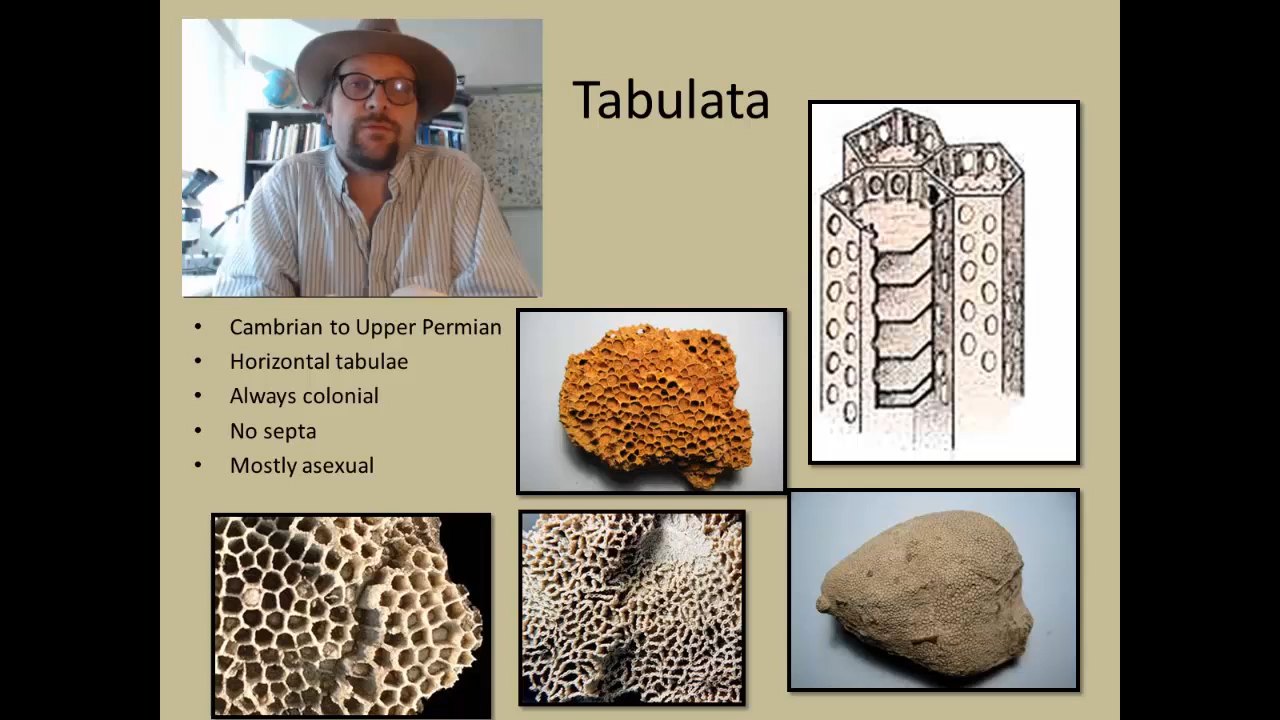 Tabulata
• Cambrian to Upper Permian
• Horizontal tabulae
• Always colonial
• No septa
• Mostly asexual